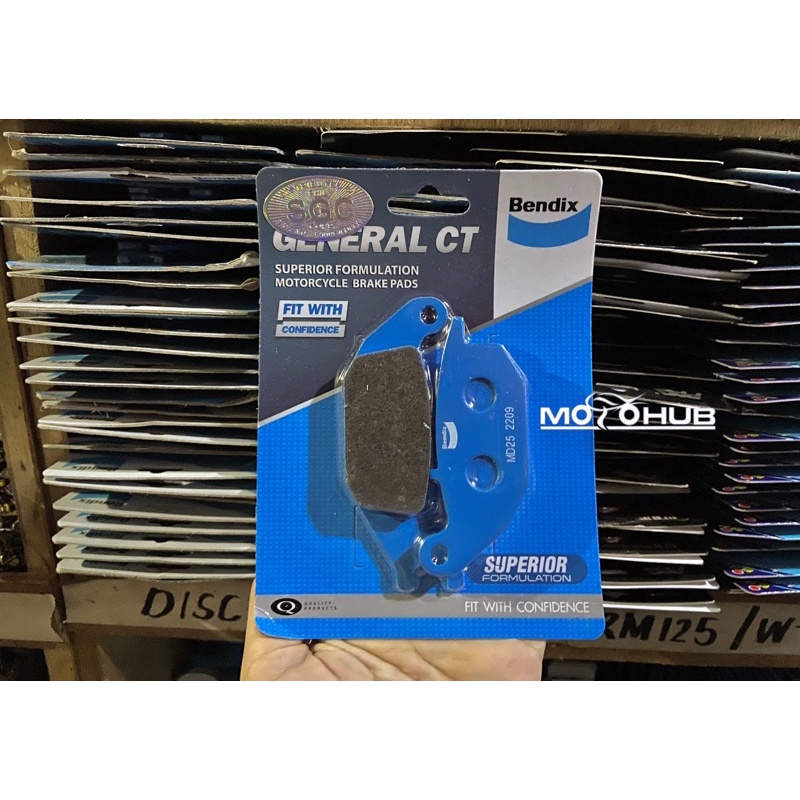 SGC
Bendix
GENERAL CT
SUPERIOR FORMULATION
MOTORCYCLE BRAKE PADS
FIT WITH
CONFIDENCE
MOTOHUB
Bendix
MD25 2209
SUPERIOR
FORMULATION
Q QUALITY
PRODUCTS
FIT WITH CONFIDENCE
DISC
RM125 / W-